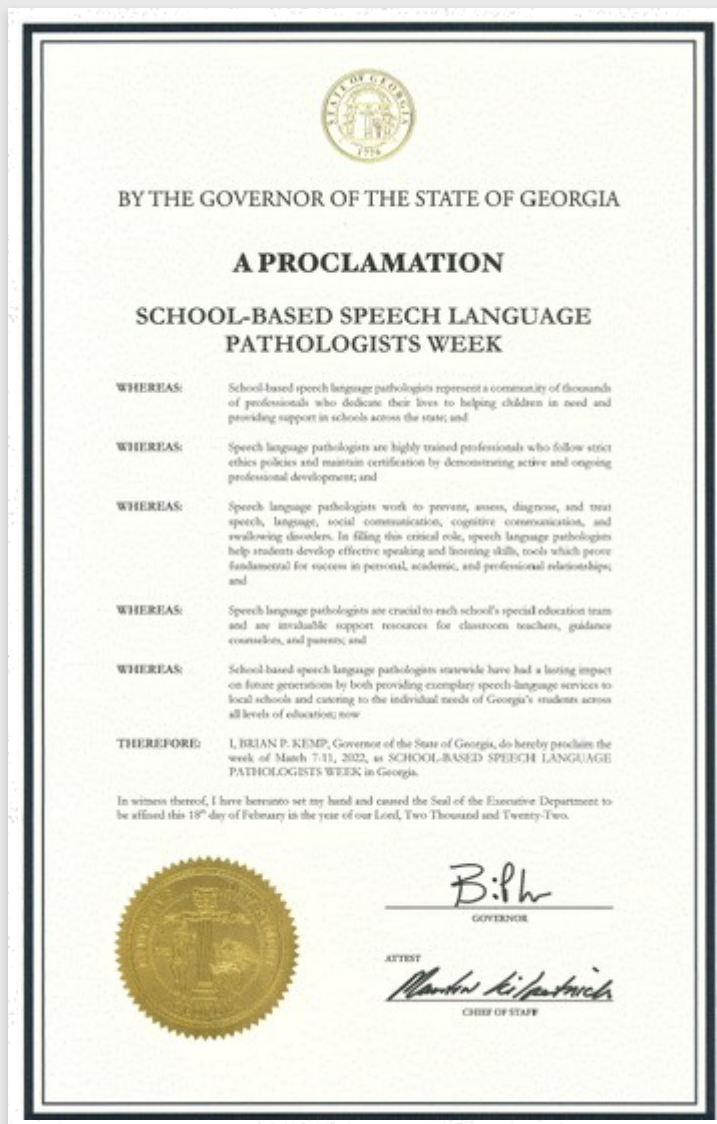 STATE OF GEORGIA
1776
BY THE GOVERNOR OF THE STATE OF GEORGIA
A PROCLAMATION
SCHOOL-BASED SPEECH LANGUAGE
PATHOLOGISTS WEEK
WHEREAS: School-based speech language pathologists represent a community of thousands
of professionals who dedicate their lives to helping children in need and
providing support in schools across the state; and
WHEREAS: Speech language pathologists are highly trained professionals who follow strict
ethics policies and maintain certification by demonstrating active and ongoing
professional development; and
WHEREAS: Speech language pathologists work to prevent, assess, diagnose, and treat
speech, language, social communication, cognitive communication, and
swallowing disorders. In filling this critical role, speech language pathologists
help students develop effective speaking and listening skills, tools which prove
fundamental for success in personal, academic, and professional relationships;
and
WHEREAS: Speech language pathologists are crucial to each school's special education team
and are invaluable support resources for classroom teachers, guidance
counselors, and parents; and
WHEREAS: School-based speech language pathologists statewide have had a lasting impact
on future generations by both providing exemplary speech-language services to
local schools and catering to the individual needs of Georgia's students across
all levels of education; now
THEREFORE: I, BRIAN P. KEMP, Governor of the State of Georgia, do hereby proclaim the
week of March 7-11, 2022, as SCHOOL-BASED SPEECH LANGUAGE
PATHOLOGISTS WEEK in Georgia.
In witness thereof, I have hereunto set my hand and caused the Seal of the Executive Department to
be affixed this 18th day of February in the year of our Lord, Two Thousand and Twenty-Two.
GOVERNOR
ATTEST
CHIEF OF STAFF